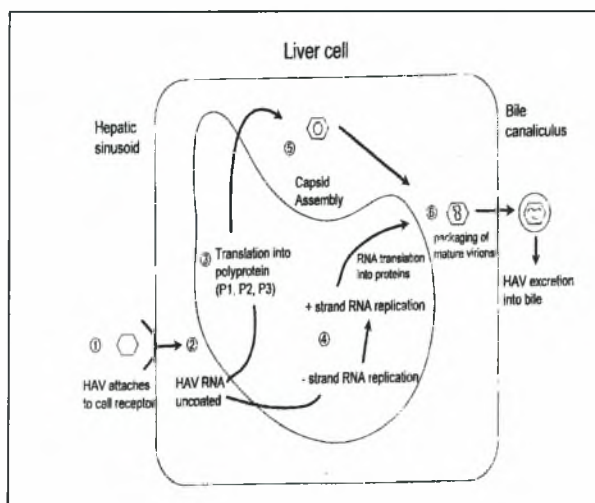 Liver cell
Hepatic
sinusoid
Bile
canaliculus
⑤
Capsid
Assembly
⑥
packaging of
mature virions
HAV excretion
into bile
③ Translation into
polyprotein
(P1, P2, P3)
RNA translation
into proteins
+ strand RNA replication
④
- strand RNA replication
①
②
HAV attaches
to cell receptor
HAV RNA
uncoated